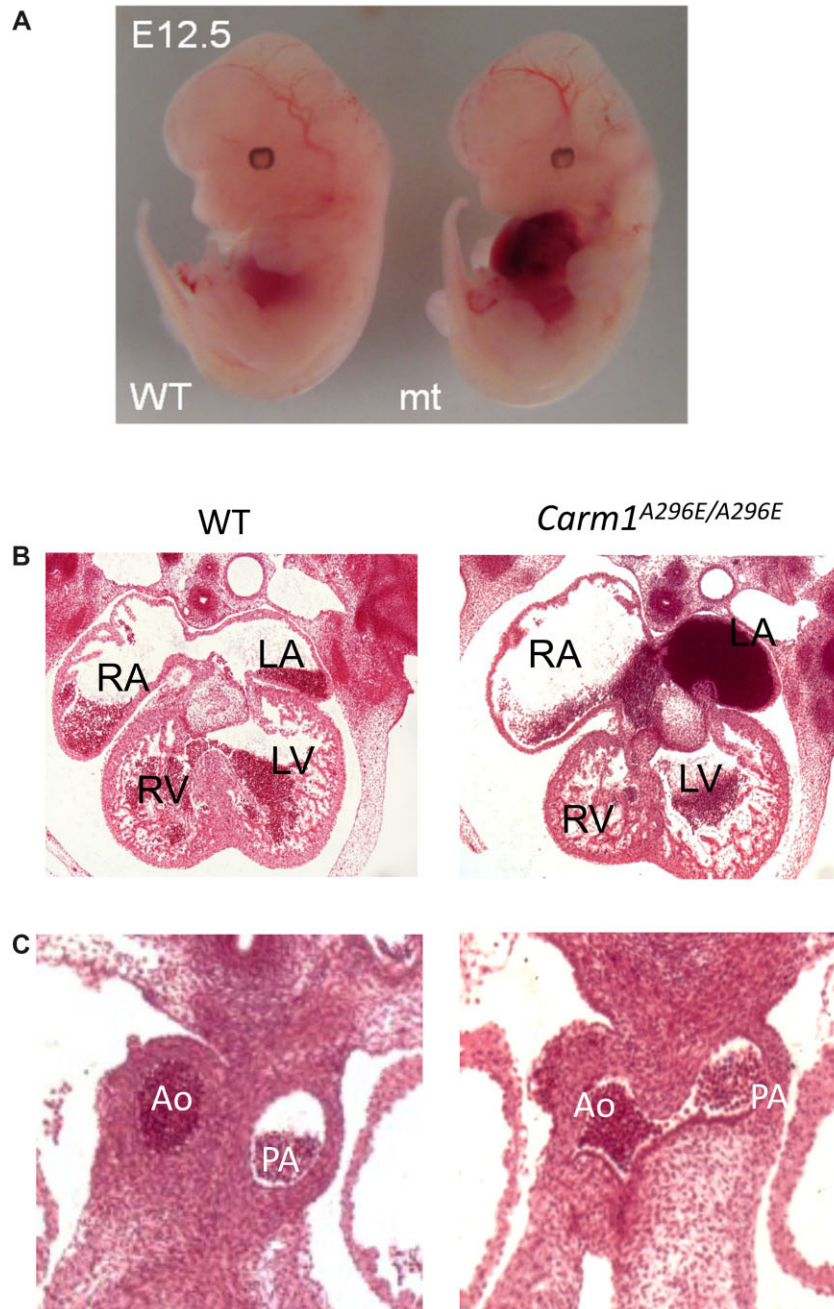 A
E12.5
WT mt
WT Carm1A296E/A296E
B
RA LA RA LA
RV LV RV LV
C
Ao PA Ao PA